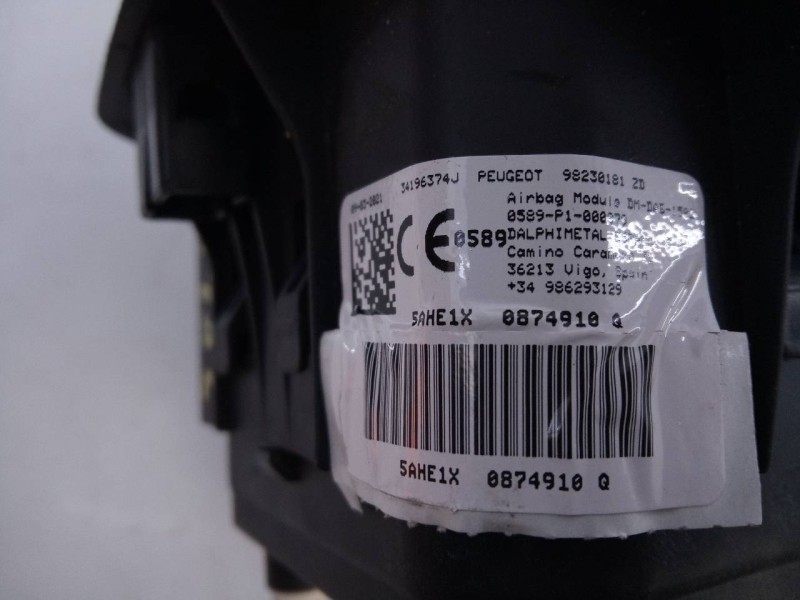 34196374J PEUGEOT 98230181 ZD
Airbag Module
0589-P1-000
CE 0589 DALPHIMETAL
Camino
36213 Vigo, Spain
+34 986293129
5AHE1X 0874910 Q
5AHE1X 0874910 Q